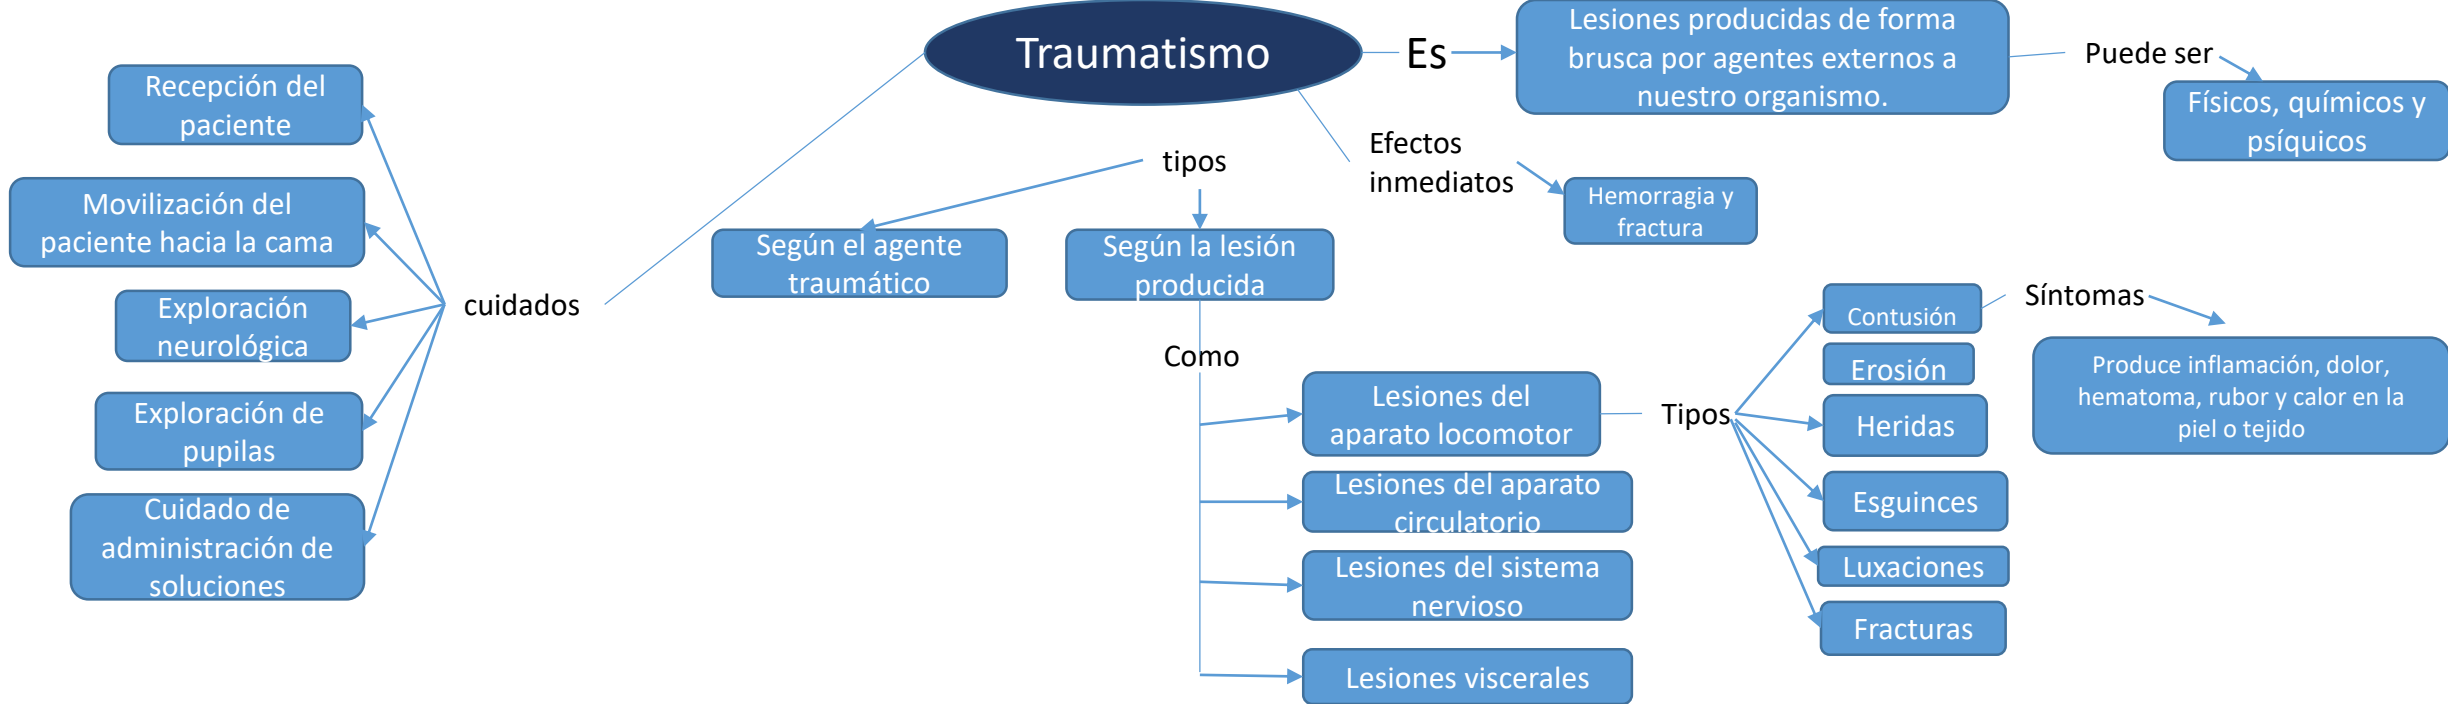 Traumatismo
Es
Lesiones producidas de forma
brusca por agentes externos a
nuestro organismo.
Puede ser
Físicos, químicos y
psíquicos
Efectos
inmediatos
Hemorragia y
fractura
tipos
Según el agente
traumático
Según la lesión
producida
Como
Lesiones del
aparato locomotor
Lesiones del aparato
circulatorio
Lesiones del sistema
nervioso
Lesiones viscerales
Tipos
Contusión
Erosión
Heridas
Esguinces
Luxaciones
Fracturas
Síntomas
Produce inflamación, dolor,
hematoma, rubor y calor en la
piel o tejido
cuidados
Recepción del
paciente
Movilización del
paciente hacia la cama
Exploración
neurológica
Exploración de
pupilas
Cuidado de
administración de
soluciones